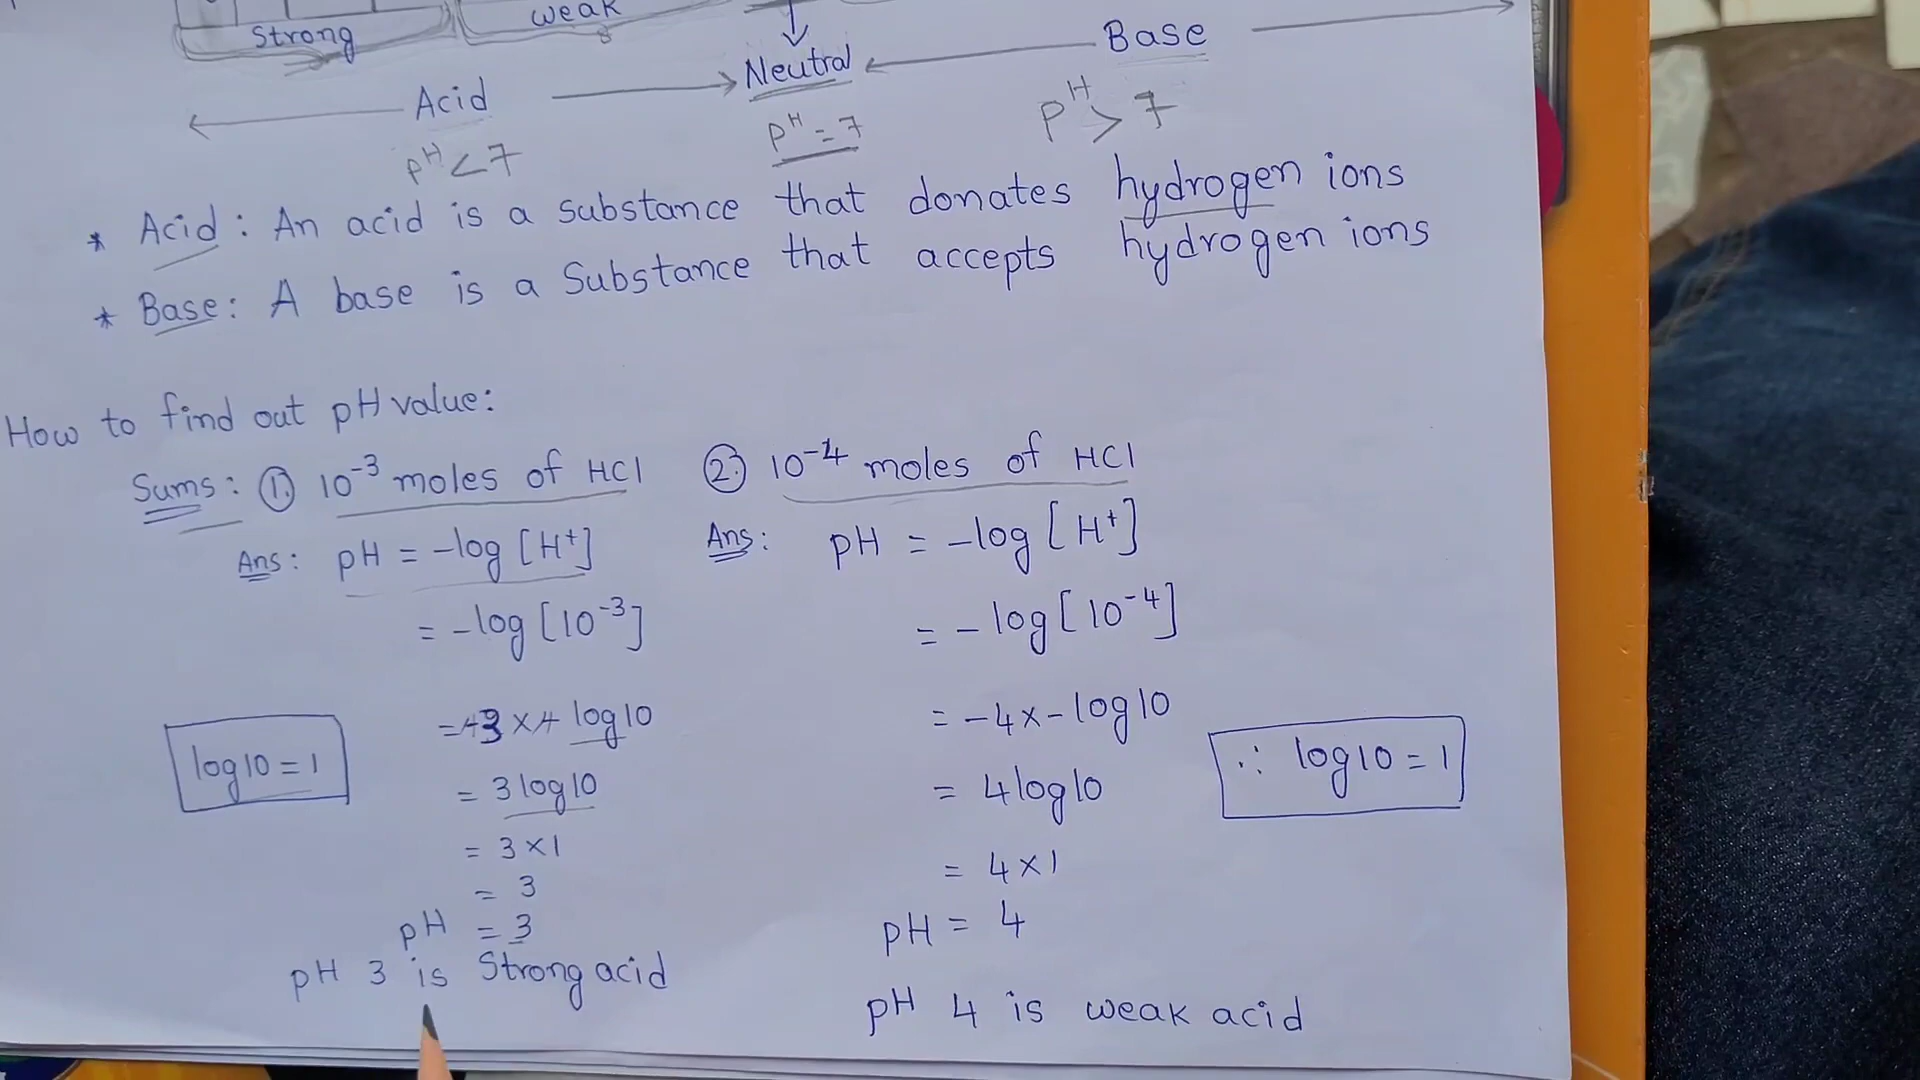 Strong
weak
Neutral
Base
Acid
pH < 7
pH = 7
pH > 7
* Acid: An acid is a substance that donates hydrogen ions
* Base: A base is a Substance that accepts hydrogen ions
How to find out pH value:
Sums: ①. 10⁻³ moles of HCl
Ans: pH = -log [H⁺]
= -log [10⁻³]
log10 = 1
= 3 log10
= 3 × 1
= 3
pH = 3
pH 3 is Strong acid
②. 10⁻⁴ moles of HCl
Ans: pH = -log [H⁺]
= - log [10⁻⁴]
= -4 x - log10
= 4 log10
∴ log10 = 1
= 4 × 1
pH = 4
pH 4 is weak acid